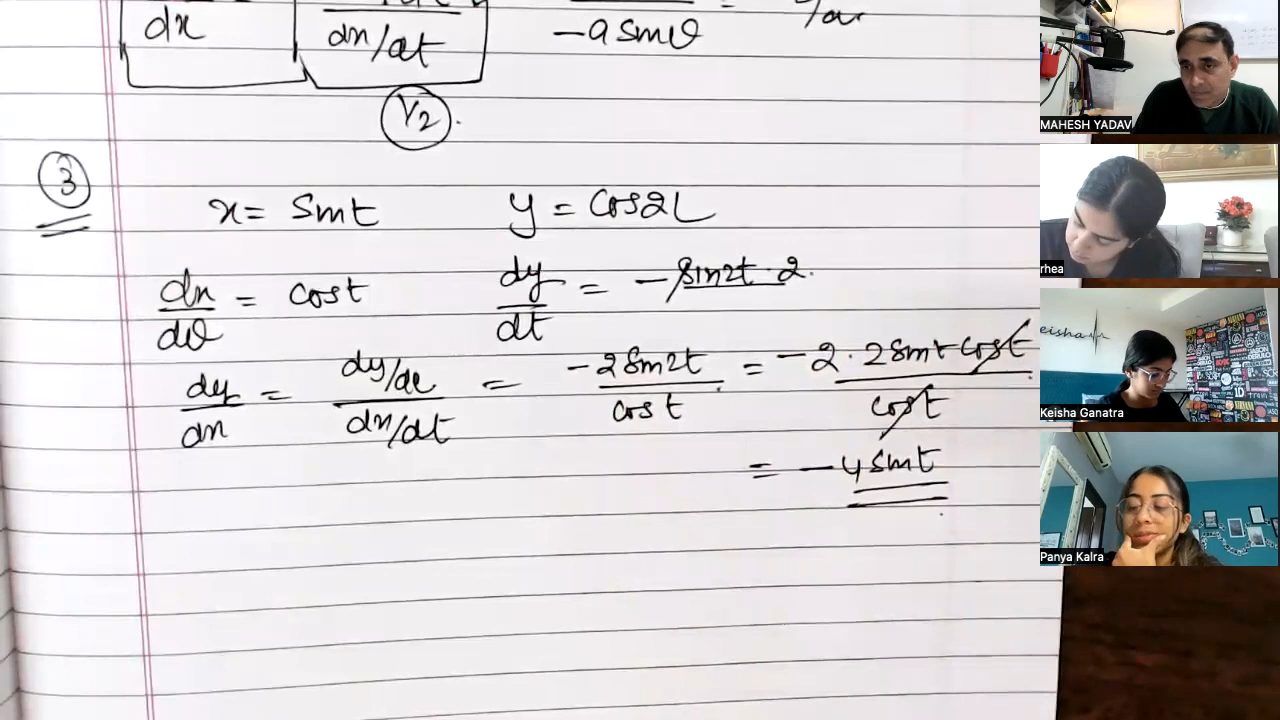 dx
dx/dt
-a sinθ
1/2
3
x = sint
y = cos2t
dx/dθ = cost
dy/dt = -sin2t · 2.
dy/dx = dy/dt / dx/dt = -2sin2t / cost = -2·2sint cost / cost
= -4sint
MAHESH YADAV
rhea
Keisha Ganatra
Panya Kalra
eisha